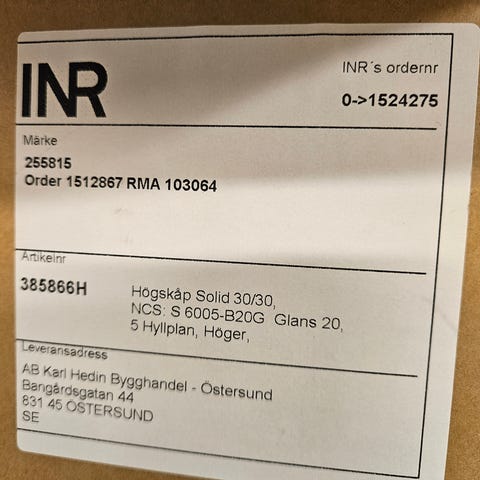 INR
INR´s ordernr
0->1524275
Märke
255815
Order 1512867 RMA 103064
Artikelnr
385866H
Högskåp Solid 30/30,
NCS: S 6005-B20G Glans 20,
5 Hyllplan, Höger,
Leveransadress
AB Karl Hedin Bygghandel - Östersund
Bangårdsgatan 44
831 45 ÖSTERSUND
SE